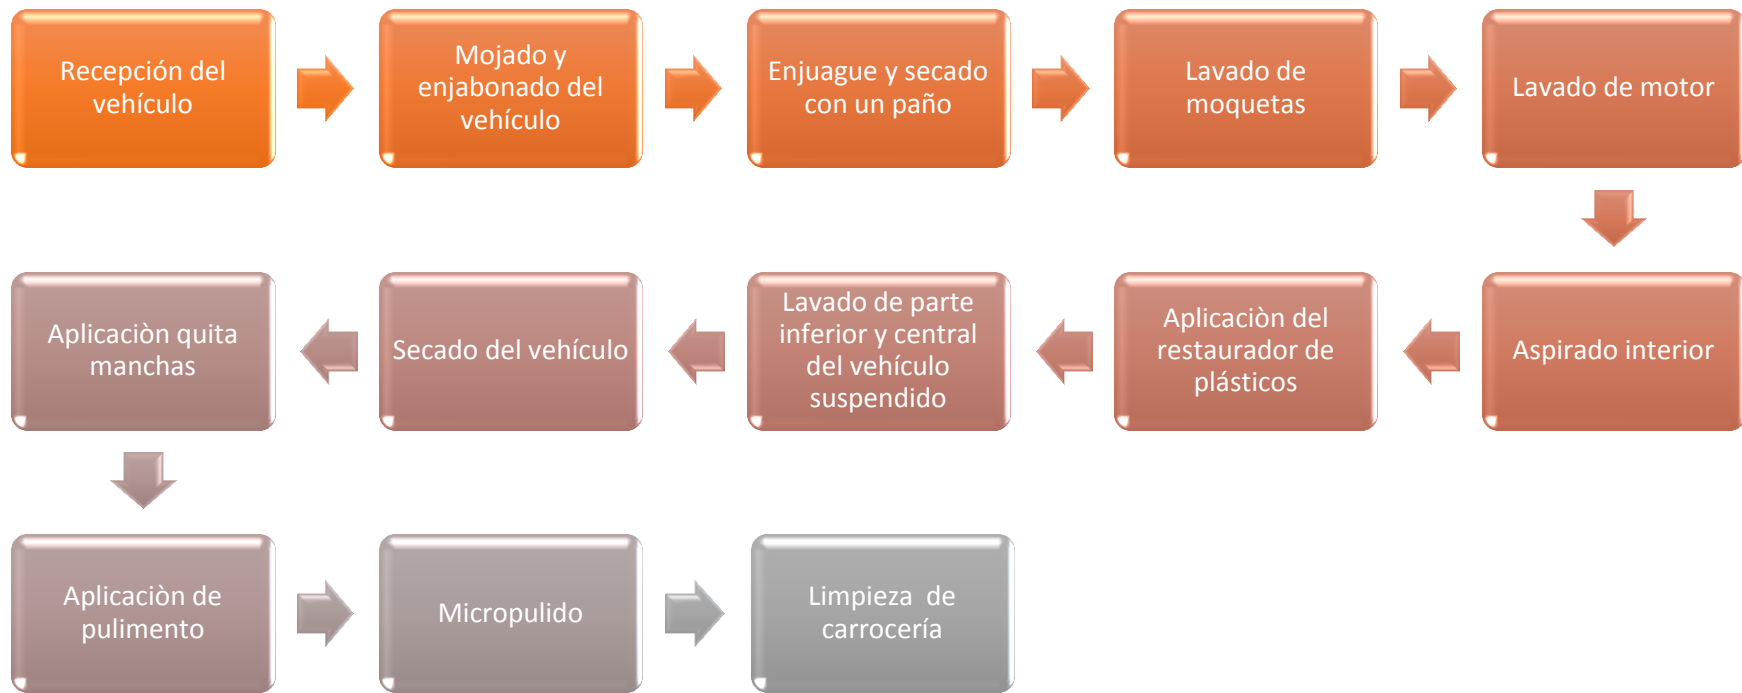 Recepción del
vehículo
Mojado y
enjabonado del
vehículo
Enjuague y secado
con un paño
Lavado de
moquetas
Lavado de motor
Aspirado interior
Aplicaciòn del
restaurador de
plásticos
Lavado de parte
inferior y central
del vehículo
suspendido
Secado del vehículo
Aplicaciòn quita
manchas
Aplicaciòn de
pulimento
Micropulido
Limpieza  de
carrocería